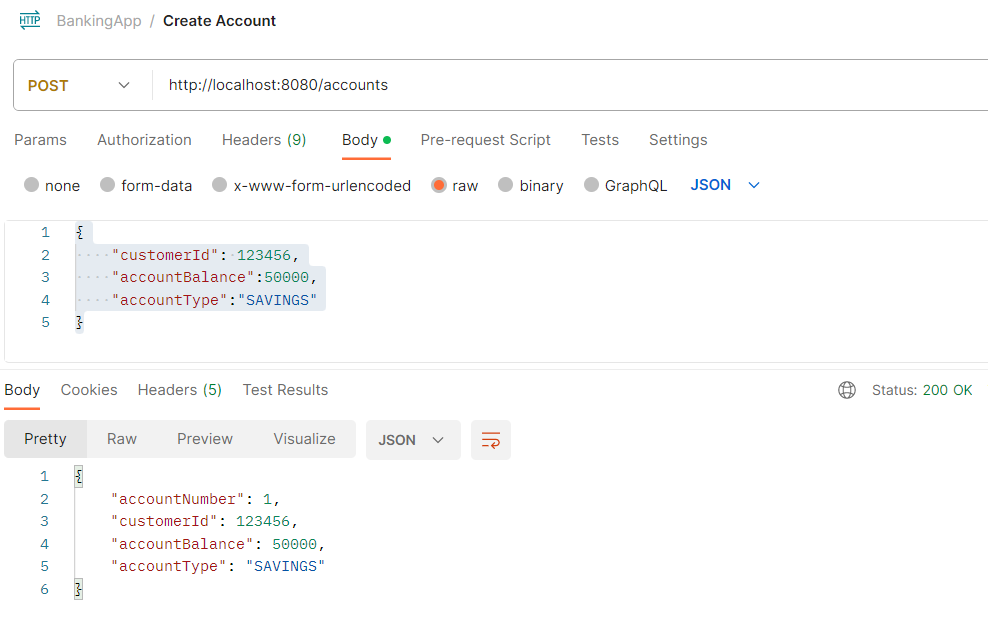 HTTP BankingApp / Create Account
POST http://localhost:8080/accounts
Params Authorization Headers (9) Body Pre-request Script Tests Settings
none form-data x-www-form-urlencoded raw binary GraphQL JSON
1 {
2 ····"customerId":·123456,
3 ····"accountBalance":50000,
4 ····"accountType":"SAVINGS"
5 }
Body Cookies Headers (5) Test Results Status: 200 OK
Pretty Raw Preview Visualize JSON
1 {
2 "accountNumber": 1,
3 "customerId": 123456,
4 "accountBalance": 50000,
5 "accountType": "SAVINGS"
6 }